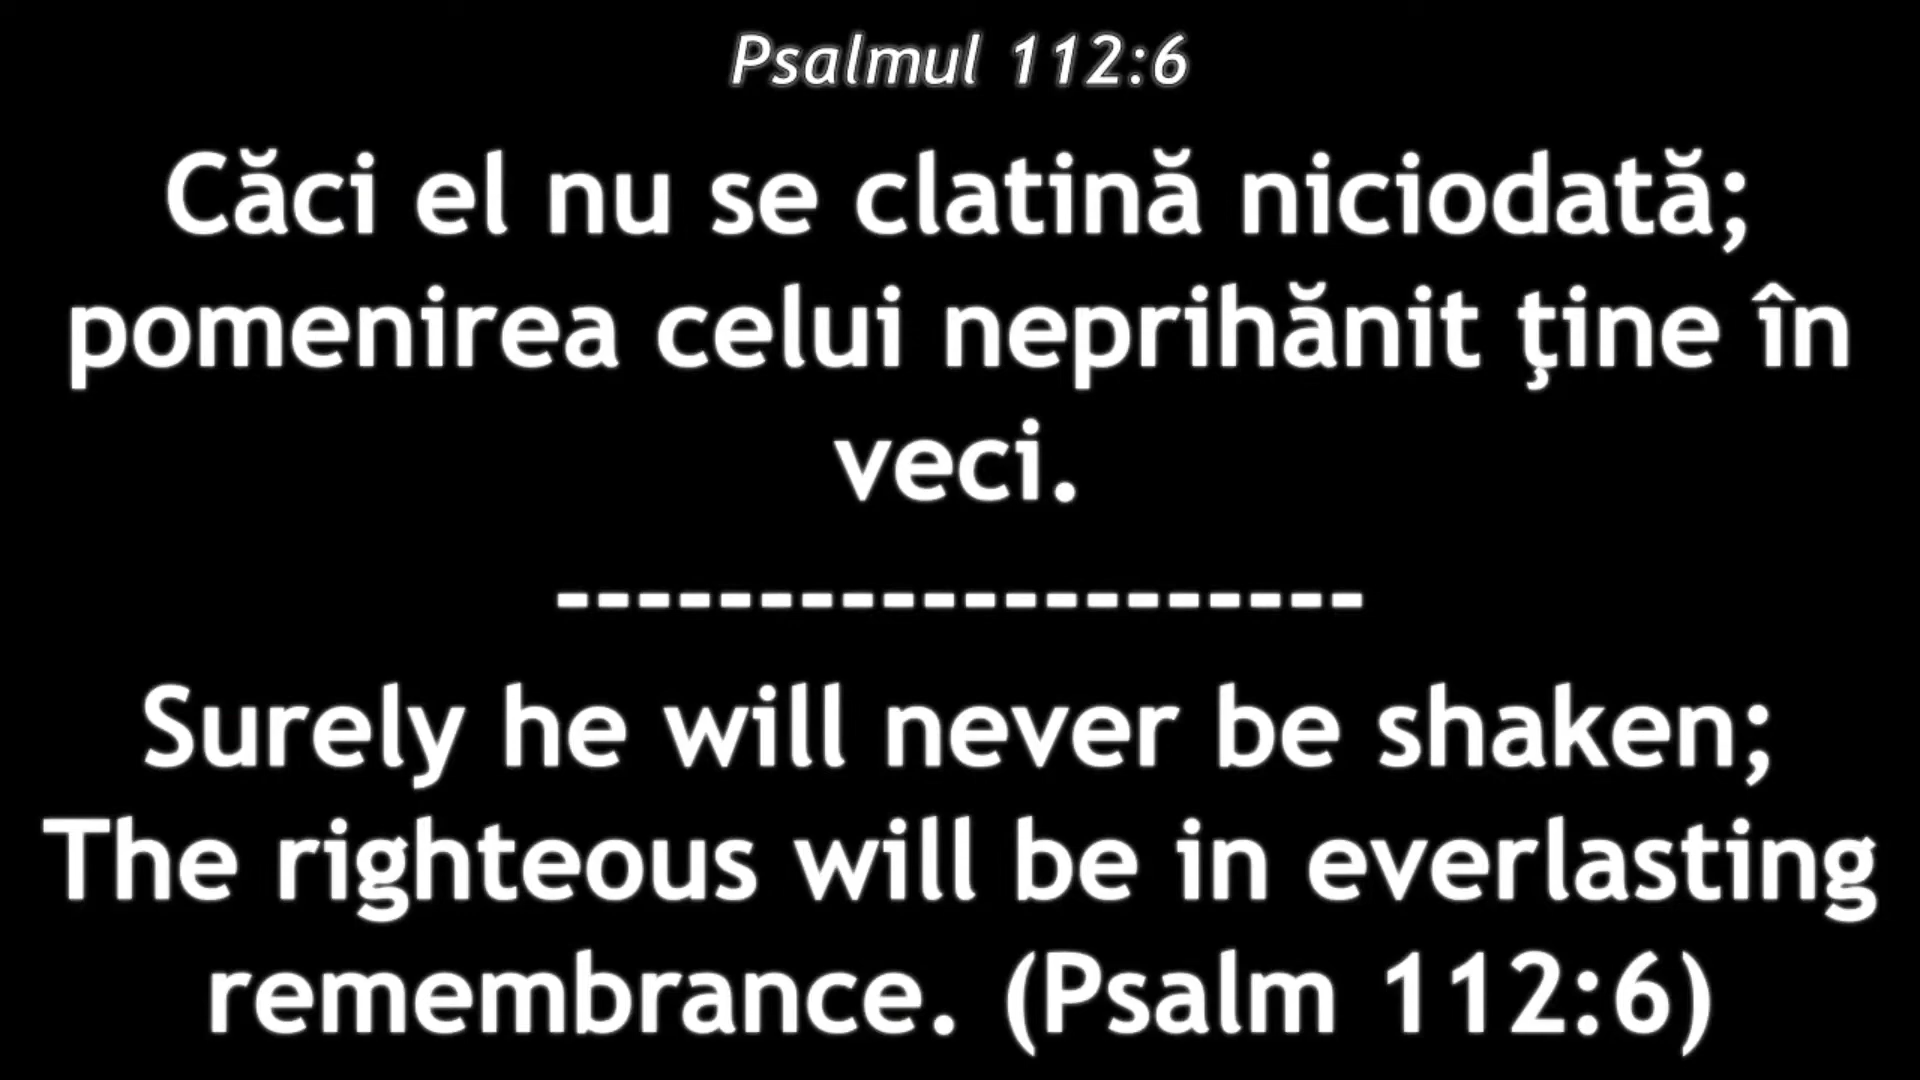 Psalmul 112:6
Căci el nu se clatină niciodată;
pomenirea celui neprihănit ţine în
veci.
--------------------
Surely he will never be shaken;
The righteous will be in everlasting
remembrance. (Psalm 112:6)